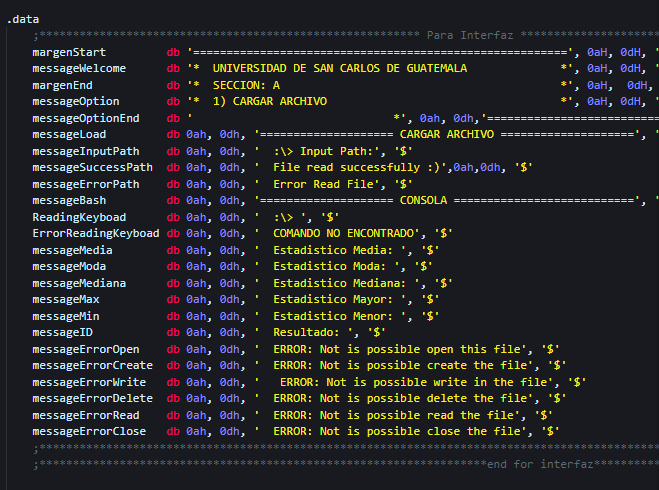 .data
;********************************************************* Para Interfaz *********************
margenStart db '========================================================', 0aH, 0DH, '
messageWelcome db '*  UNIVERSIDAD DE SAN CARLOS DE GUATEMALA              *', 0aH, 0DH, '
margenEnd db '*  SECCION: A                                          *', 0aH,  0DH, '
messageOption db '*  1) CARGAR ARCHIVO                                   *', 0aH, 0DH, '
messageOptionEnd db '                              *', 0ah, 0dh,'==========================
messageLoad db 0ah, 0dh, '==================== CARGAR ARCHIVO ====================', '
messageInputPath db 0ah, 0dh, '  :\> Input Path:', '$'
messageSuccessPath db 0ah, 0dh, '  File read successfully :)',0ah,0dh, '$'
messageErrorPath db 0ah, 0dh, '  Error Read File', '$'
messageBash db 0ah, 0dh, '==================== CONSOLA ===========================', '
ReadingKeyboad db 0ah, 0dh, '  :\> ', '$'
ErrorReadingKeyboad db 0ah, 0dh, '  COMANDO NO ENCONTRADO', '$'
messageMedia db 0ah, 0dh, '  Estadistico Media: ', '$'
messageModa db 0ah, 0dh, '  Estadistico Moda: ', '$'
messageMediana db 0ah, 0dh, '  Estadistico Mediana: ', '$'
messageMax db 0ah, 0dh, '  Estadistico Mayor: ', '$'
messageMin db 0ah, 0dh, '  Estadistico Menor: ', '$'
messageID db 0ah, 0dh, '  Resultado: ', '$'
messageErrorOpen db 0ah, 0dh, '  ERROR: Not is possible open this file', '$'
messageErrorCreate db 0ah, 0dh, '  ERROR: Not is possible create the file', '$'
messageErrorWrite db 0ah, 0dh, '   ERROR: Not is possible write in the file', '$'
messageErrorDelete db 0ah, 0dh, '  ERROR: Not is possible delete the file', '$'
messageErrorRead db 0ah, 0dh, '  ERROR: Not is possible read the file', '$'
messageErrorClose db 0ah, 0dh, '  ERROR: Not is possible close the file', '$'
;*********************************************************************************************
;*******************************************************************end for interfaz**********